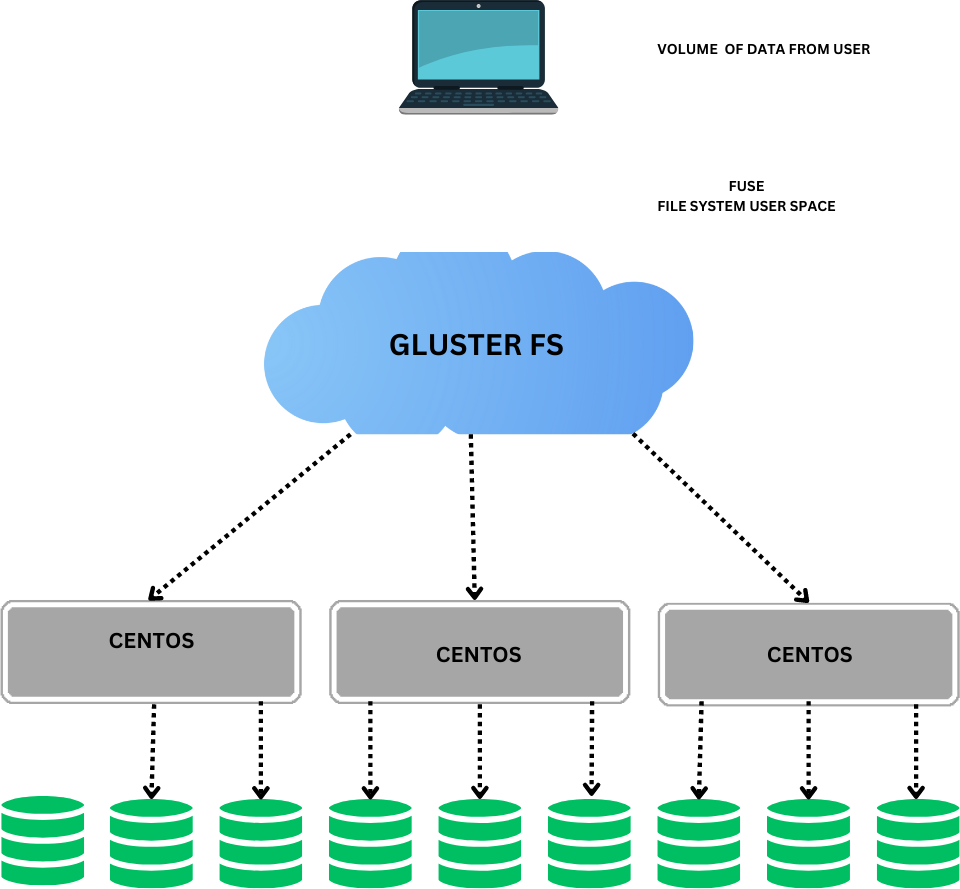 VOLUME OF DATA FROM USER
FUSE
FILE SYSTEM USER SPACE
GLUSTER FS
CENTOS
CENTOS
CENTOS